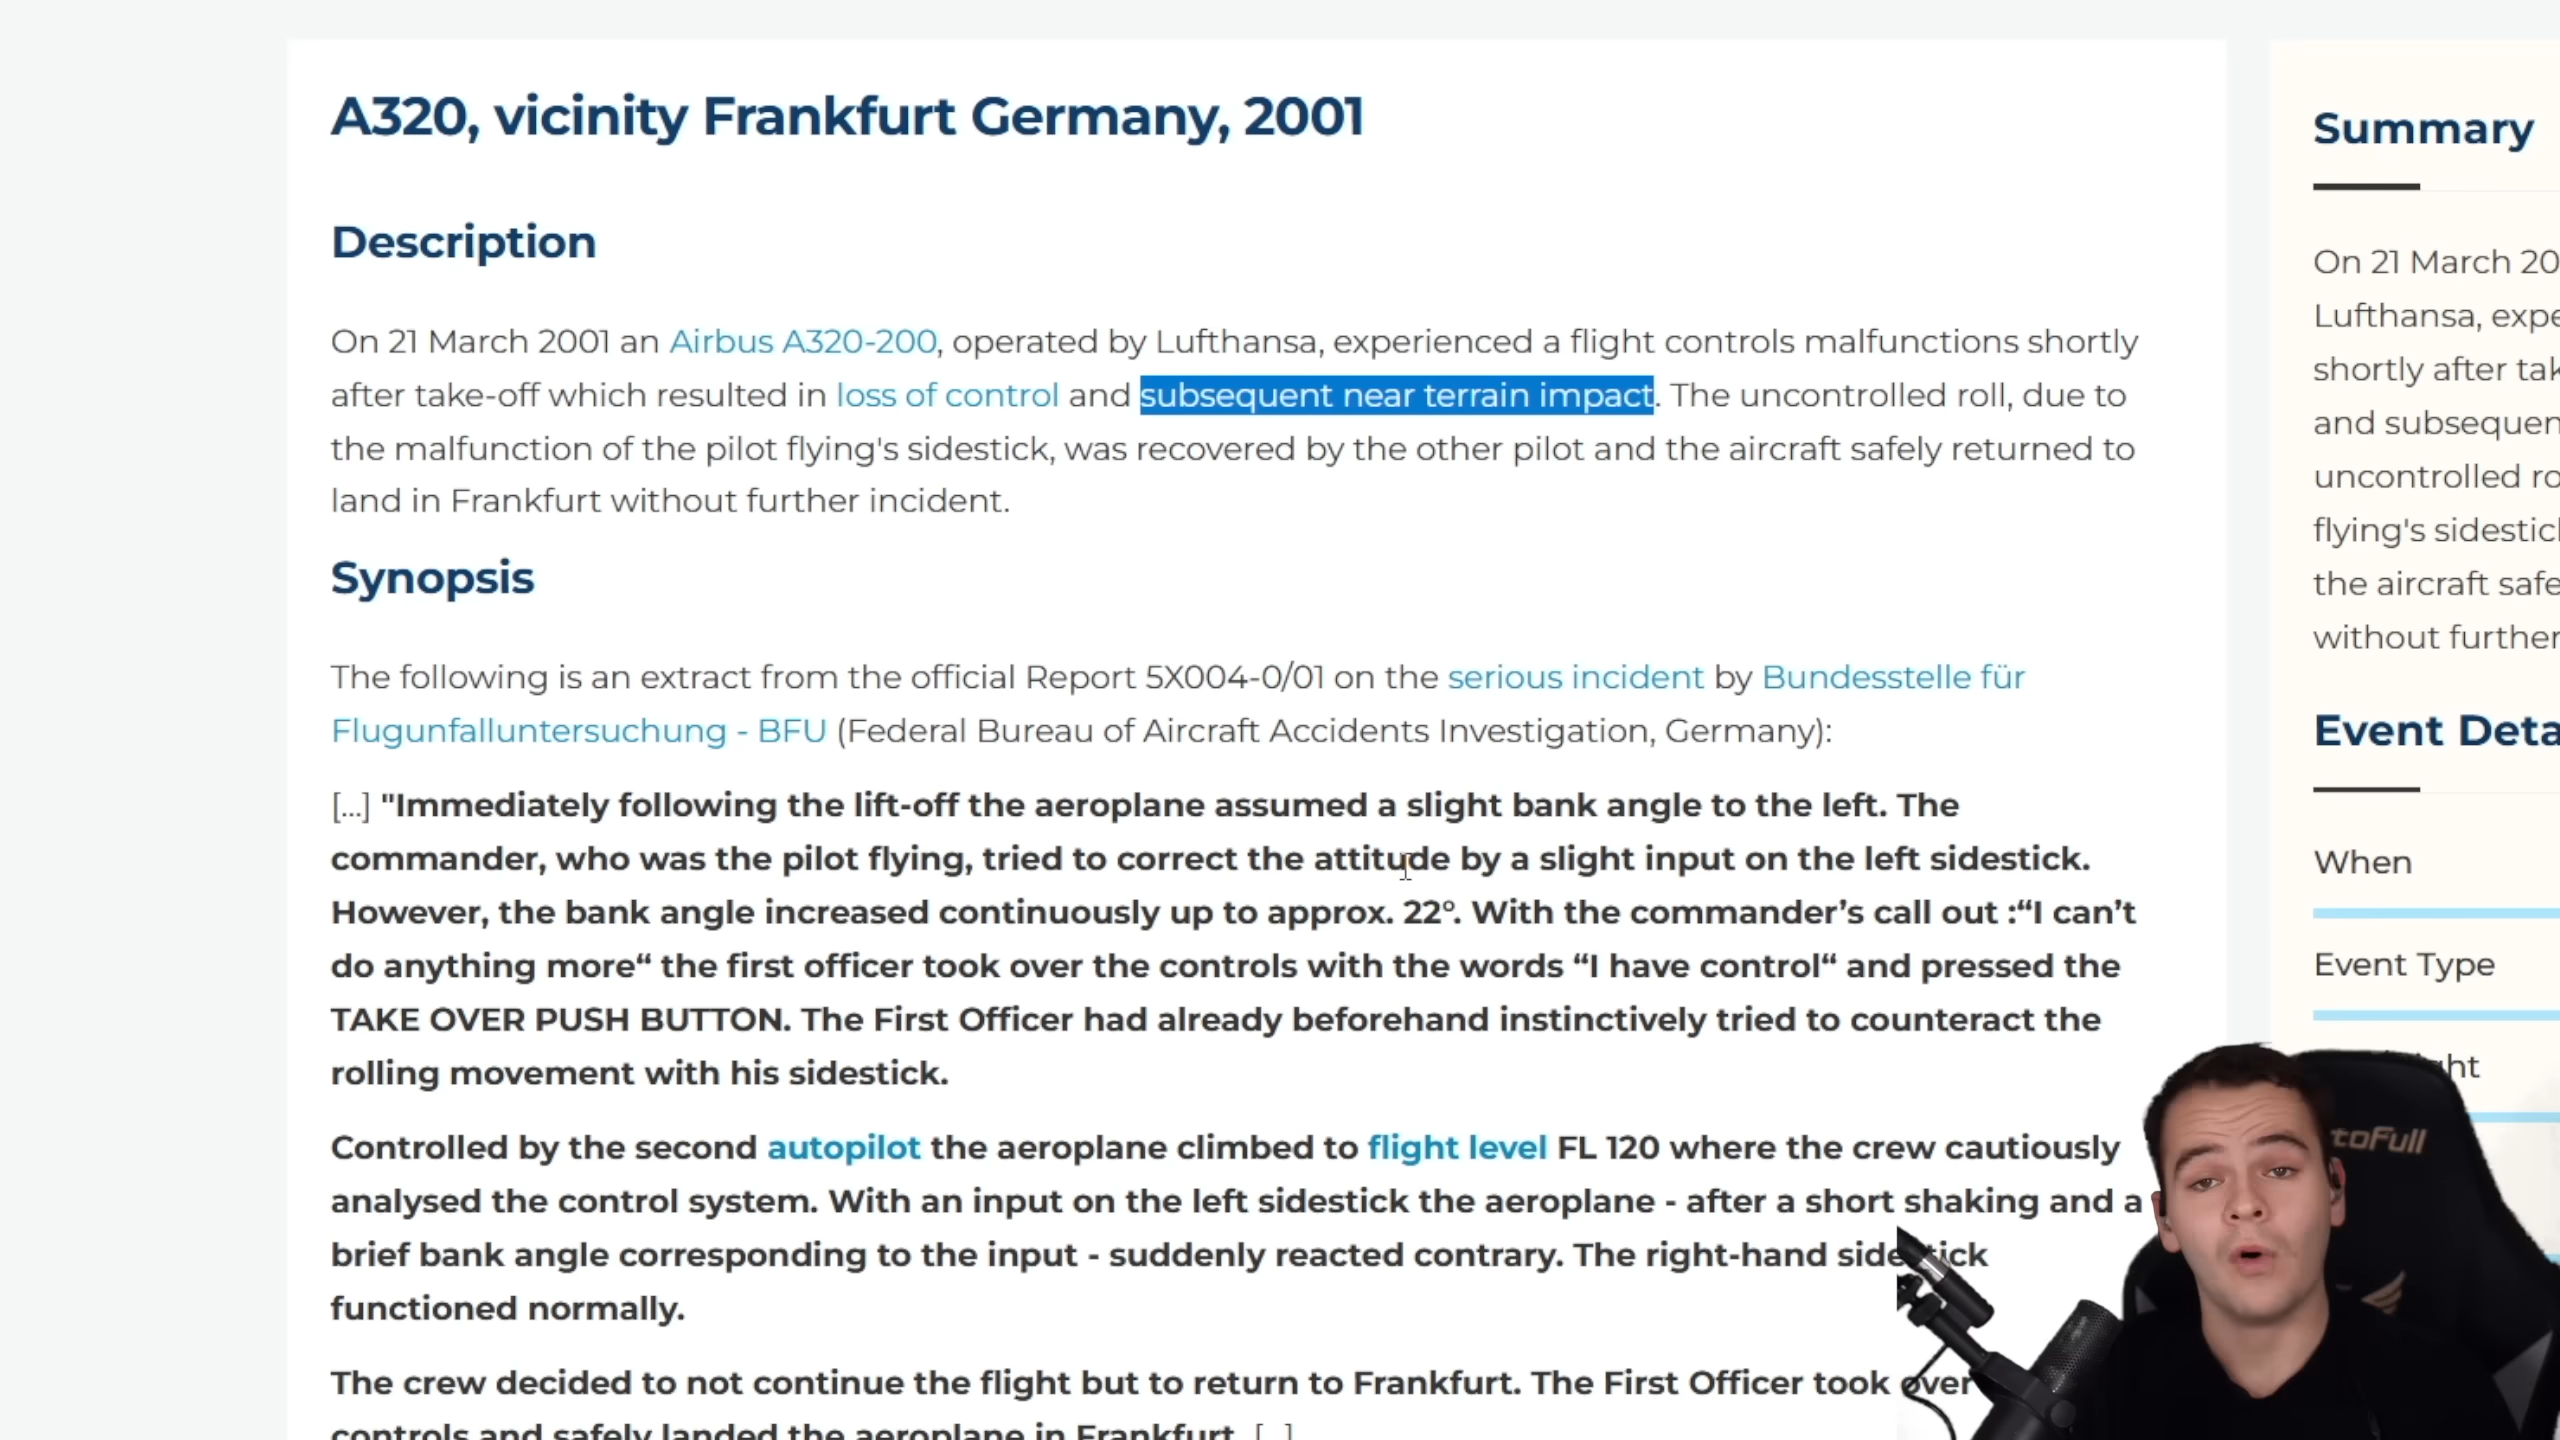 A320, vicinity Frankfurt Germany, 2001
Description
On 21 March 2001 an Airbus A320-200, operated by Lufthansa, experienced a flight controls malfunctions shortly
after take-off which resulted in loss of control and subsequent near terrain impact. The uncontrolled roll, due to
the malfunction of the pilot flying's sidestick, was recovered by the other pilot and the aircraft safely returned to
land in Frankfurt without further incident.
Synopsis
The following is an extract from the official Report 5X004-0/01 on the serious incident by Bundesstelle für
Flugunfalluntersuchung - BFU (Federal Bureau of Aircraft Accidents Investigation, Germany):
[...] "Immediately following the lift-off the aeroplane assumed a slight bank angle to the left. The
commander, who was the pilot flying, tried to correct the attitude by a slight input on the left sidestick.
However, the bank angle increased continuously up to approx. 22°. With the commander’s call out :“I can’t
do anything more“ the first officer took over the controls with the words “I have control“ and pressed the
TAKE OVER PUSH BUTTON. The First Officer had already beforehand instinctively tried to counteract the
rolling movement with his sidestick.
Controlled by the second autopilot the aeroplane climbed to flight level FL 120 where the crew cautiously
analysed the control system. With an input on the left sidestick the aeroplane - after a short shaking and a
brief bank angle corresponding to the input - suddenly reacted contrary. The right-hand sidestick
functioned normally.
The crew decided to not continue the flight but to return to Frankfurt. The First Officer took over
controls and safely landed the aeroplane in Frankfurt. [...]
Summary
On 21 March 20
Lufthansa, expe
shortly after tak
and subsequen
uncontrolled ro
flying's sidestic
the aircraft safe
without further
Event Deta
When
Event Type
ht
toFull